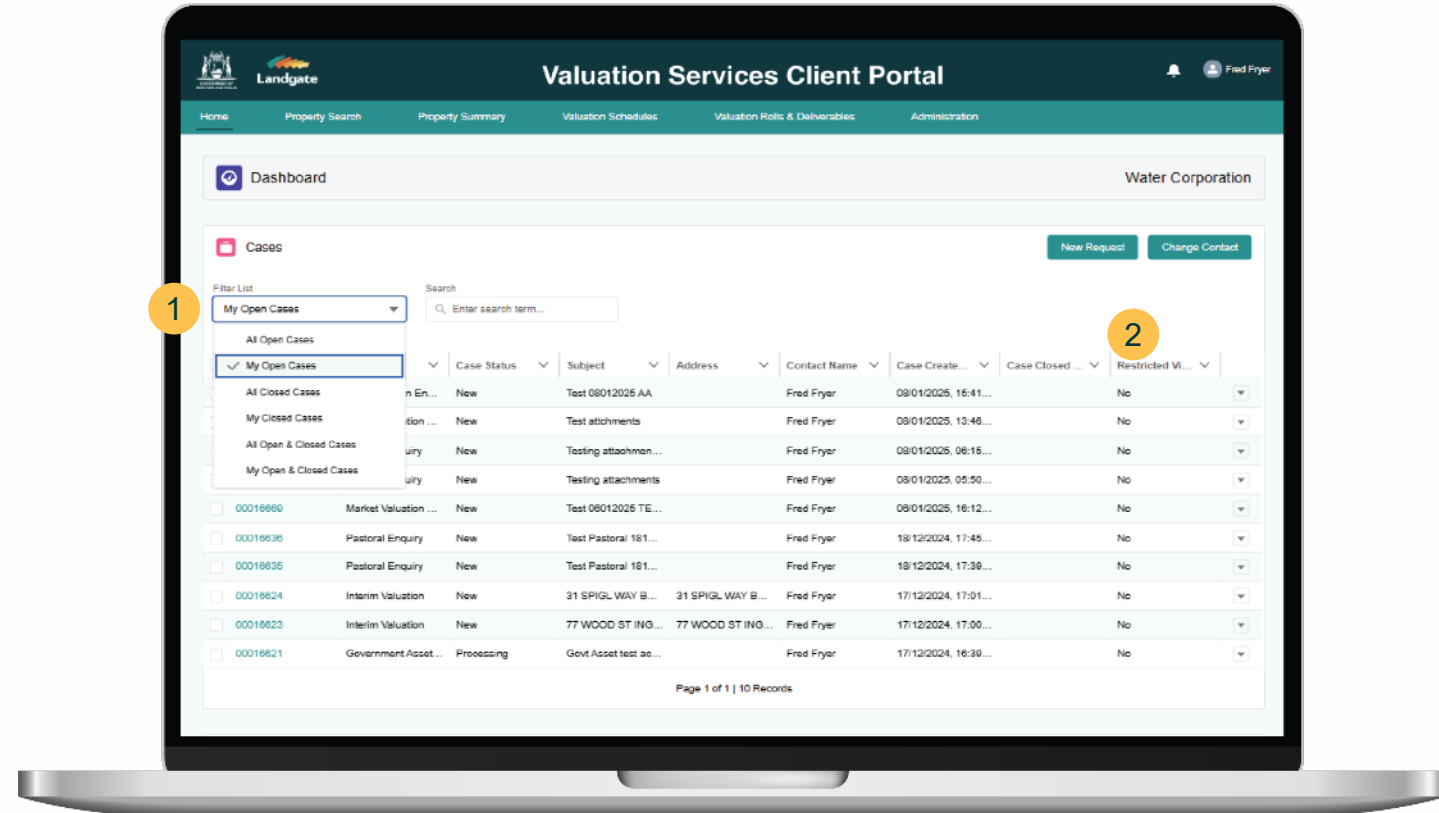 Landgate
Valuation Services Client Portal
Fred Fryer
Home Property Search Property Summary Valuation Schedules Valuation Rolls & Deliverables Administration
Dashboard Water Corporation
Cases New Request Change Contact
Filter List Search
1 My Open Cases Enter search term...
2
All Open Cases
My Open Cases Case Status Subject Address Contact Name Case Create... Case Closed ... Restricted Vi...
All Closed Cases n En... New Test 08012025 AA Fred Fryer 08/01/2025, 15:41... No
My Closed Cases ation ... New Test attchments Fred Fryer 08/01/2025, 13:46... No
All Open & Closed Cases uiry New Testing attachmen... Fred Fryer 08/01/2025, 06:15... No
My Open & Closed Cases uiry New Testing attachments Fred Fryer 08/01/2025, 05:50... No
00016669 Market Valuation ... New Test 06012025 TE... Fred Fryer 06/01/2025, 16:12... No
00016636 Pastoral Enquiry New Test Pastoral 181... Fred Fryer 18/12/2024, 17:45... No
00016635 Pastoral Enquiry New Test Pastoral 181... Fred Fryer 18/12/2024, 17:39... No
00016624 Interim Valuation New 31 SPIGL WAY B... 31 SPIGL WAY B... Fred Fryer 17/12/2024, 17:01... No
00016623 Interim Valuation New 77 WOOD ST ING... 77 WOOD ST ING... Fred Fryer 17/12/2024, 17:00... No
00016621 Government Asset... Processing Govt Asset test ac... Fred Fryer 17/12/2024, 16:39... No
Page 1 of 1 | 10 Records